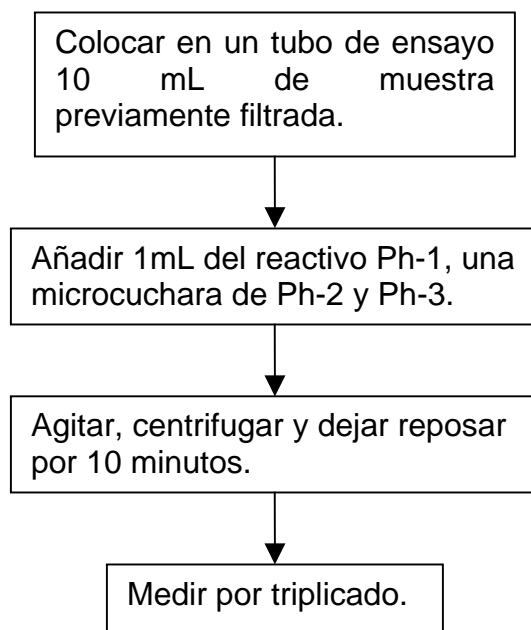 Colocar en un tubo de ensayo
10 mL de muestra
previamente filtrada.
Añadir 1mL del reactivo Ph-1, una
microcuchara de Ph-2 y Ph-3.
Agitar, centrifugar y dejar reposar
por 10 minutos.
Medir por triplicado.